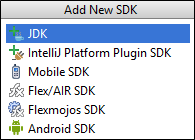 Add New SDK
JDK
IntelliJ Platform Plugin SDK
Mobile SDK
Flex/AIR SDK
Flexmojos SDK
Android SDK